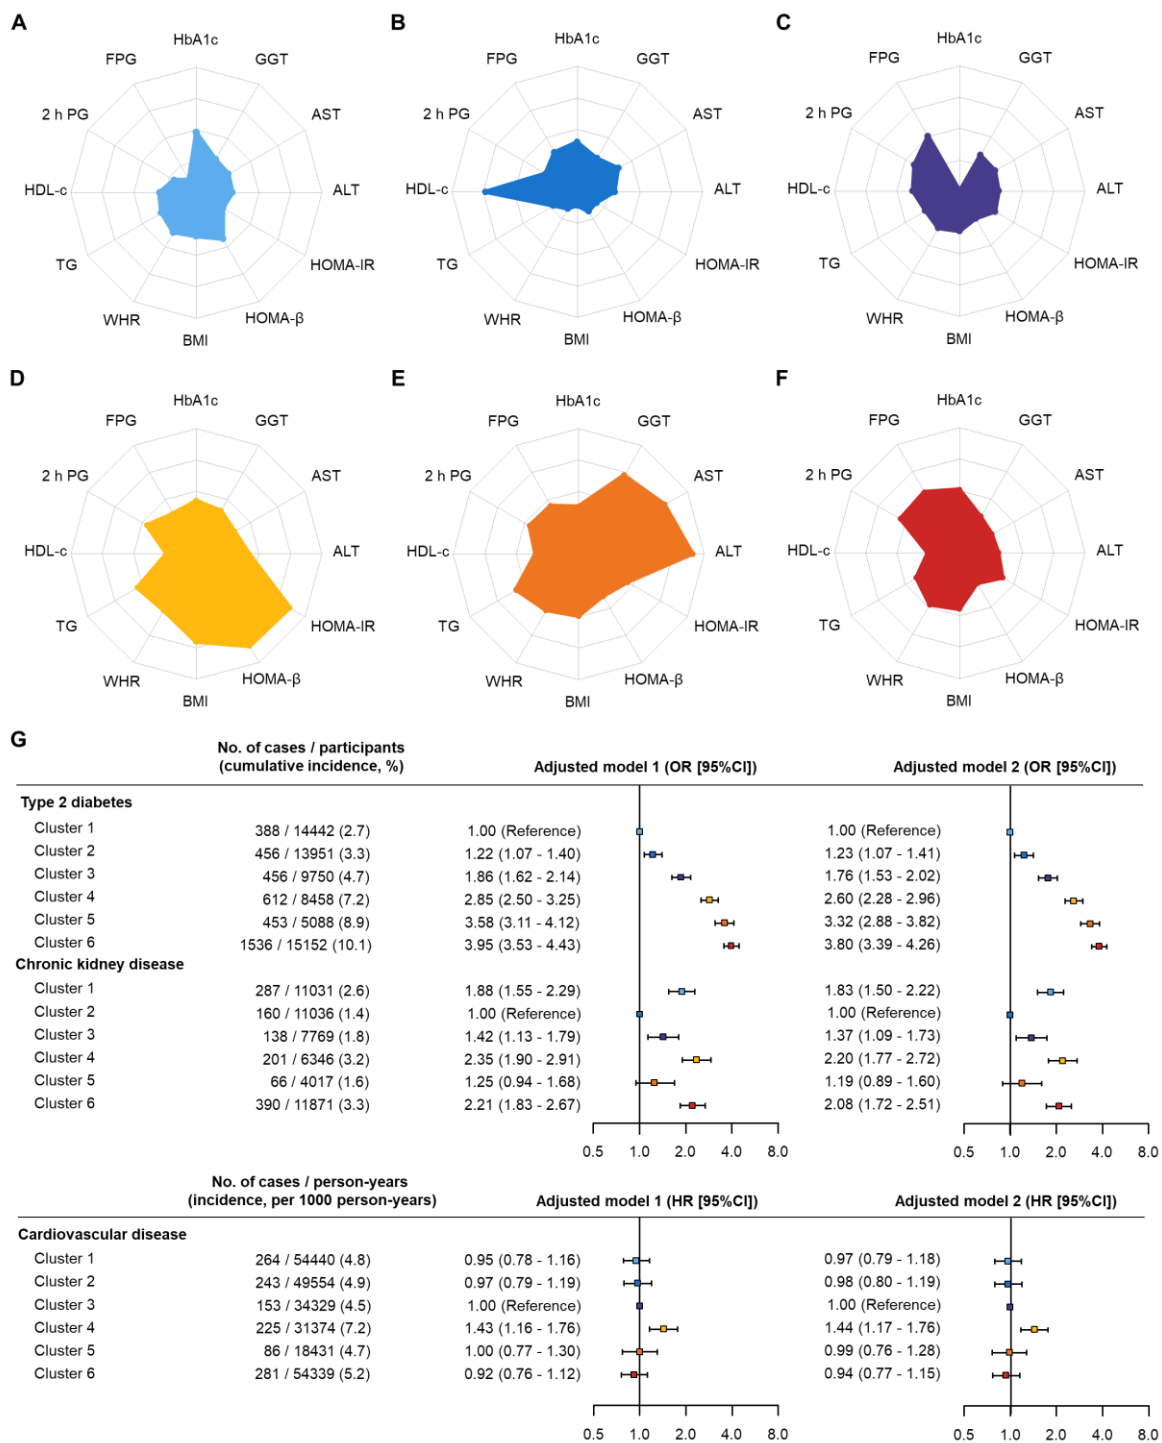 A
B
C
HbA1c
GGT
AST
ALT
HOMA-IR
HOMA-β
BMI
WHR
TG
HDL-c
2 h PG
FPG
HbA1c
GGT
AST
ALT
HOMA-IR
HOMA-β
BMI
WHR
TG
HDL-c
2 h PG
FPG
HbA1c
GGT
AST
ALT
HOMA-IR
HOMA-β
BMI
WHR
TG
HDL-c
2 h PG
FPG
D
E
F
HbA1c
GGT
AST
ALT
HOMA-IR
HOMA-β
BMI
WHR
TG
HDL-c
2 h PG
FPG
HbA1c
GGT
AST
ALT
HOMA-IR
HOMA-β
BMI
WHR
TG
HDL-c
2 h PG
FPG
HbA1c
GGT
AST
ALT
HOMA-IR
HOMA-β
BMI
WHR
TG
HDL-c
2 h PG
FPG
G
No. of cases / participants
(cumulative incidence, %) Adjusted model 1 (OR [95%CI]) Adjusted model 2 (OR [95%CI])
Type 2 diabetes
Cluster 1 388 / 14442 (2.7) 1.00 (Reference) 1.00 (Reference)
Cluster 2 456 / 13951 (3.3) 1.22 (1.07 - 1.40) 1.23 (1.07 - 1.41)
Cluster 3 456 / 9750 (4.7) 1.86 (1.62 - 2.14) 1.76 (1.53 - 2.02)
Cluster 4 612 / 8458 (7.2) 2.85 (2.50 - 3.25) 2.60 (2.28 - 2.96)
Cluster 5 453 / 5088 (8.9) 3.58 (3.11 - 4.12) 3.32 (2.88 - 3.82)
Cluster 6 1536 / 15152 (10.1) 3.95 (3.53 - 4.43) 3.80 (3.39 - 4.26)
Chronic kidney disease
Cluster 1 287 / 11031 (2.6) 1.88 (1.55 - 2.29) 1.83 (1.50 - 2.22)
Cluster 2 160 / 11036 (1.4) 1.00 (Reference) 1.00 (Reference)
Cluster 3 138 / 7769 (1.8) 1.42 (1.13 - 1.79) 1.37 (1.09 - 1.73)
Cluster 4 201 / 6346 (3.2) 2.35 (1.90 - 2.91) 2.20 (1.77 - 2.72)
Cluster 5 66 / 4017 (1.6) 1.25 (0.94 - 1.68) 1.19 (0.89 - 1.60)
Cluster 6 390 / 11871 (3.3) 2.21 (1.83 - 2.67) 2.08 (1.72 - 2.51)
0.5 1.0 2.0 4.0 8.0 0.5 1.0 2.0 4.0 8.0
No. of cases / person-years
(incidence, per 1000 person-years) Adjusted model 1 (HR [95%CI]) Adjusted model 2 (HR [95%CI])
Cardiovascular disease
Cluster 1 264 / 54440 (4.8) 0.95 (0.78 - 1.16) 0.97 (0.79 - 1.18)
Cluster 2 243 / 49554 (4.9) 0.97 (0.79 - 1.19) 0.98 (0.80 - 1.19)
Cluster 3 153 / 34329 (4.5) 1.00 (Reference) 1.00 (Reference)
Cluster 4 225 / 31374 (7.2) 1.43 (1.16 - 1.76) 1.44 (1.17 - 1.76)
Cluster 5 86 / 18431 (4.7) 1.00 (0.77 - 1.30) 0.99 (0.76 - 1.28)
Cluster 6 281 / 54339 (5.2) 0.92 (0.76 - 1.12) 0.94 (0.77 - 1.15)
0.5 1.0 2.0 4.0 8.0 0.5 1.0 2.0 4.0 8.0